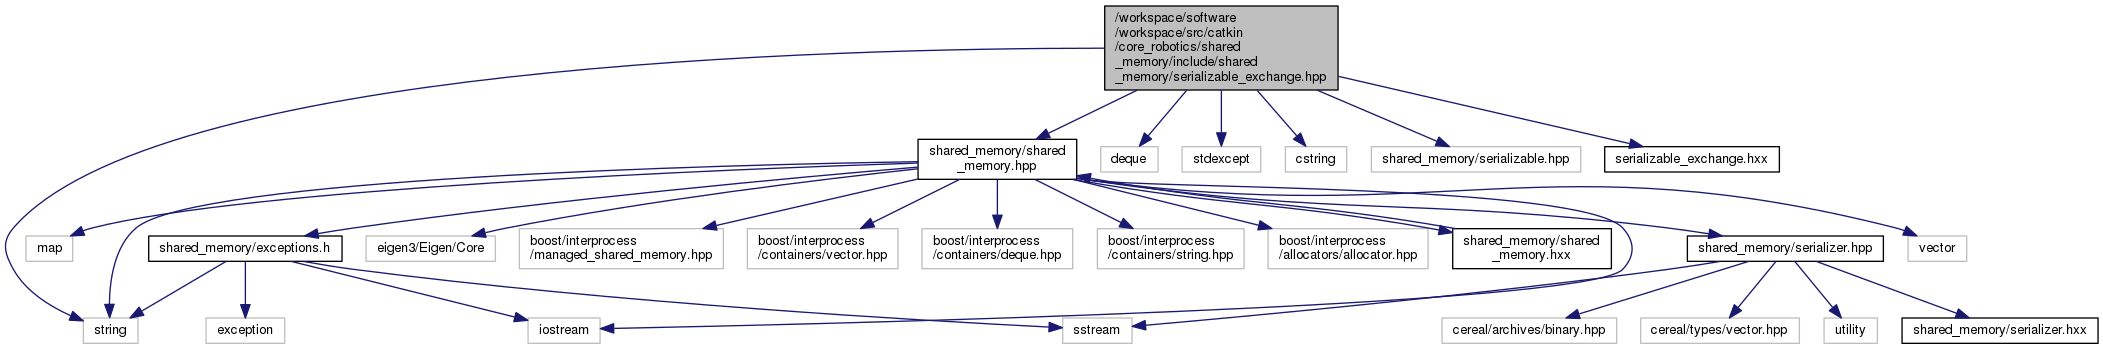 /workspace/software
/workspace/src/catkin
/core_robotics/shared
_memory/include/shared
_memory/serializable_exchange.hpp
shared_memory/shared
_memory.hpp
deque
stdexcept
cstring
shared_memory/serializable.hpp
serializable_exchange.hxx
map
shared_memory/exceptions.h
eigen3/Eigen/Core
boost/interprocess
/managed_shared_memory.hpp
boost/interprocess
/containers/vector.hpp
boost/interprocess
/containers/deque.hpp
boost/interprocess
/containers/string.hpp
boost/interprocess
/allocators/allocator.hpp
shared_memory/shared
_memory.hxx
shared_memory/serializer.hpp
vector
string
exception
iostream
sstream
cereal/archives/binary.hpp
cereal/types/vector.hpp
utility
shared_memory/serializer.hxx